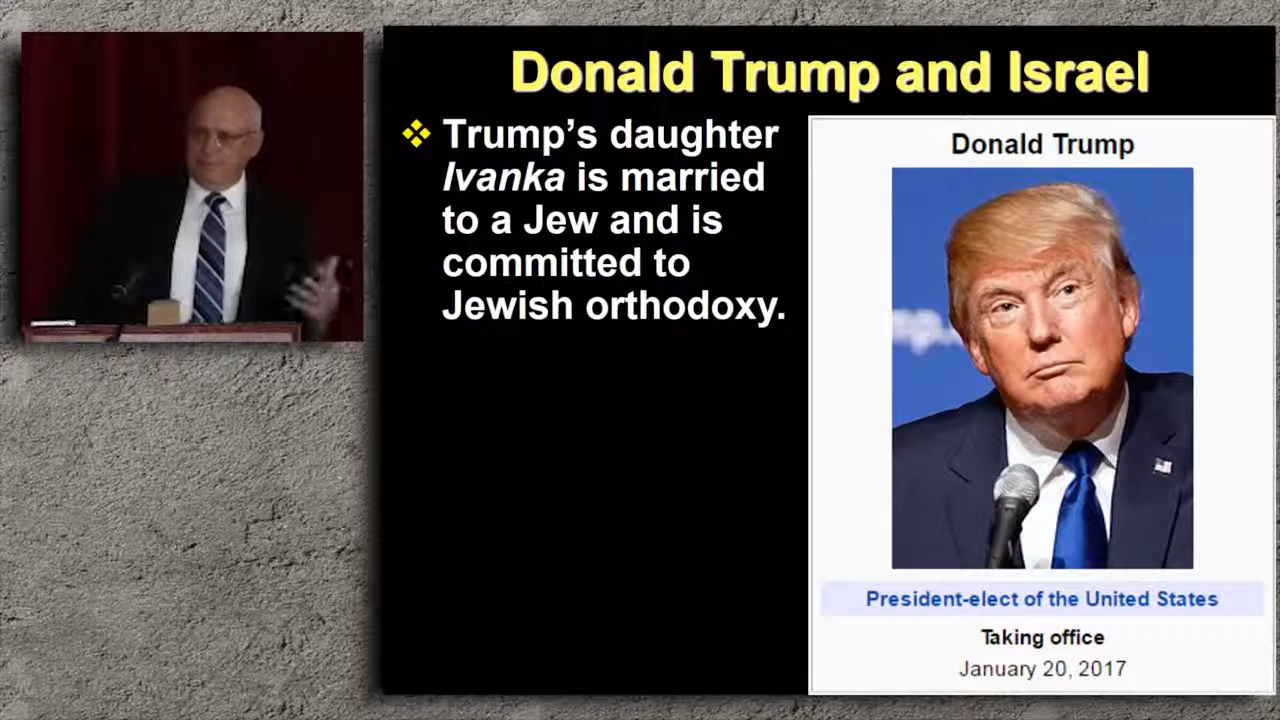 Donald Trump and Israel
❖ Trump’s daughter
Ivanka is married
to a Jew and is
committed to
Jewish orthodoxy.
Donald Trump
mp.
President-elect of the United States
Taking office
January 20, 2017